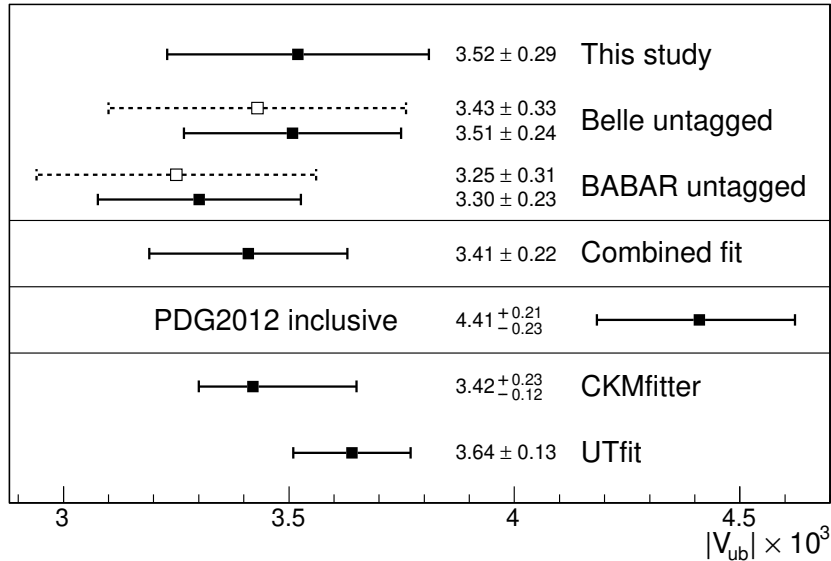 3.52 ± 0.29 This study
3.43 ± 0.33
3.51 ± 0.24 Belle untagged
3.25 ± 0.31
3.30 ± 0.23 BABAR untagged
3.41 ± 0.22 Combined fit
PDG2012 inclusive 4.41 +0.21 −0.23
3.42 +0.23 −0.12 CKMfitter
3.64 ± 0.13 UTfit
3 3.5 4 4.5
|V_ub| × 10³